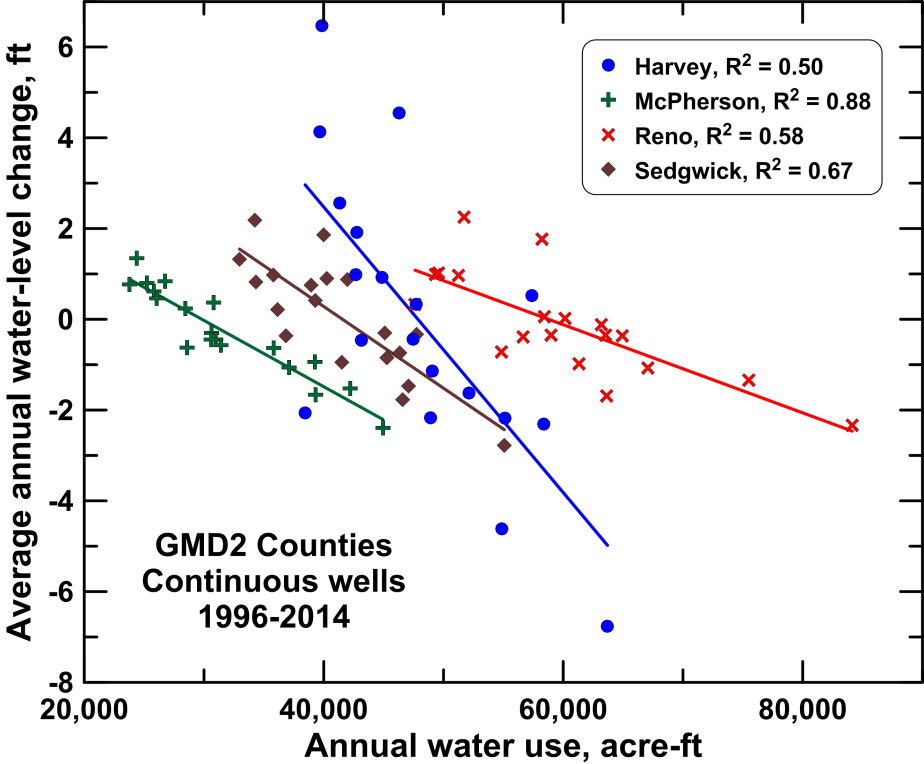 Average annual water-level change, ft
6
4
2
0
-2
-4
-6
-8
Harvey, R² = 0.50
McPherson, R² = 0.88
Reno, R² = 0.58
Sedgwick, R² = 0.67
GMD2 Counties
Continuous wells
1996-2014
20,000 40,000 60,000 80,000
Annual water use, acre-ft